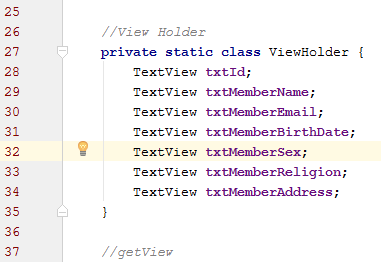 25
26 //View Holder
27 private static class ViewHolder {
28 TextView txtId;
29 TextView txtMemberName;
30 TextView txtMemberEmail;
31 TextView txtMemberBirthDate;
32 TextView txtMemberSex;
33 TextView txtMemberReligion;
34 TextView txtMemberAddress;
35 }
36
37 //getView